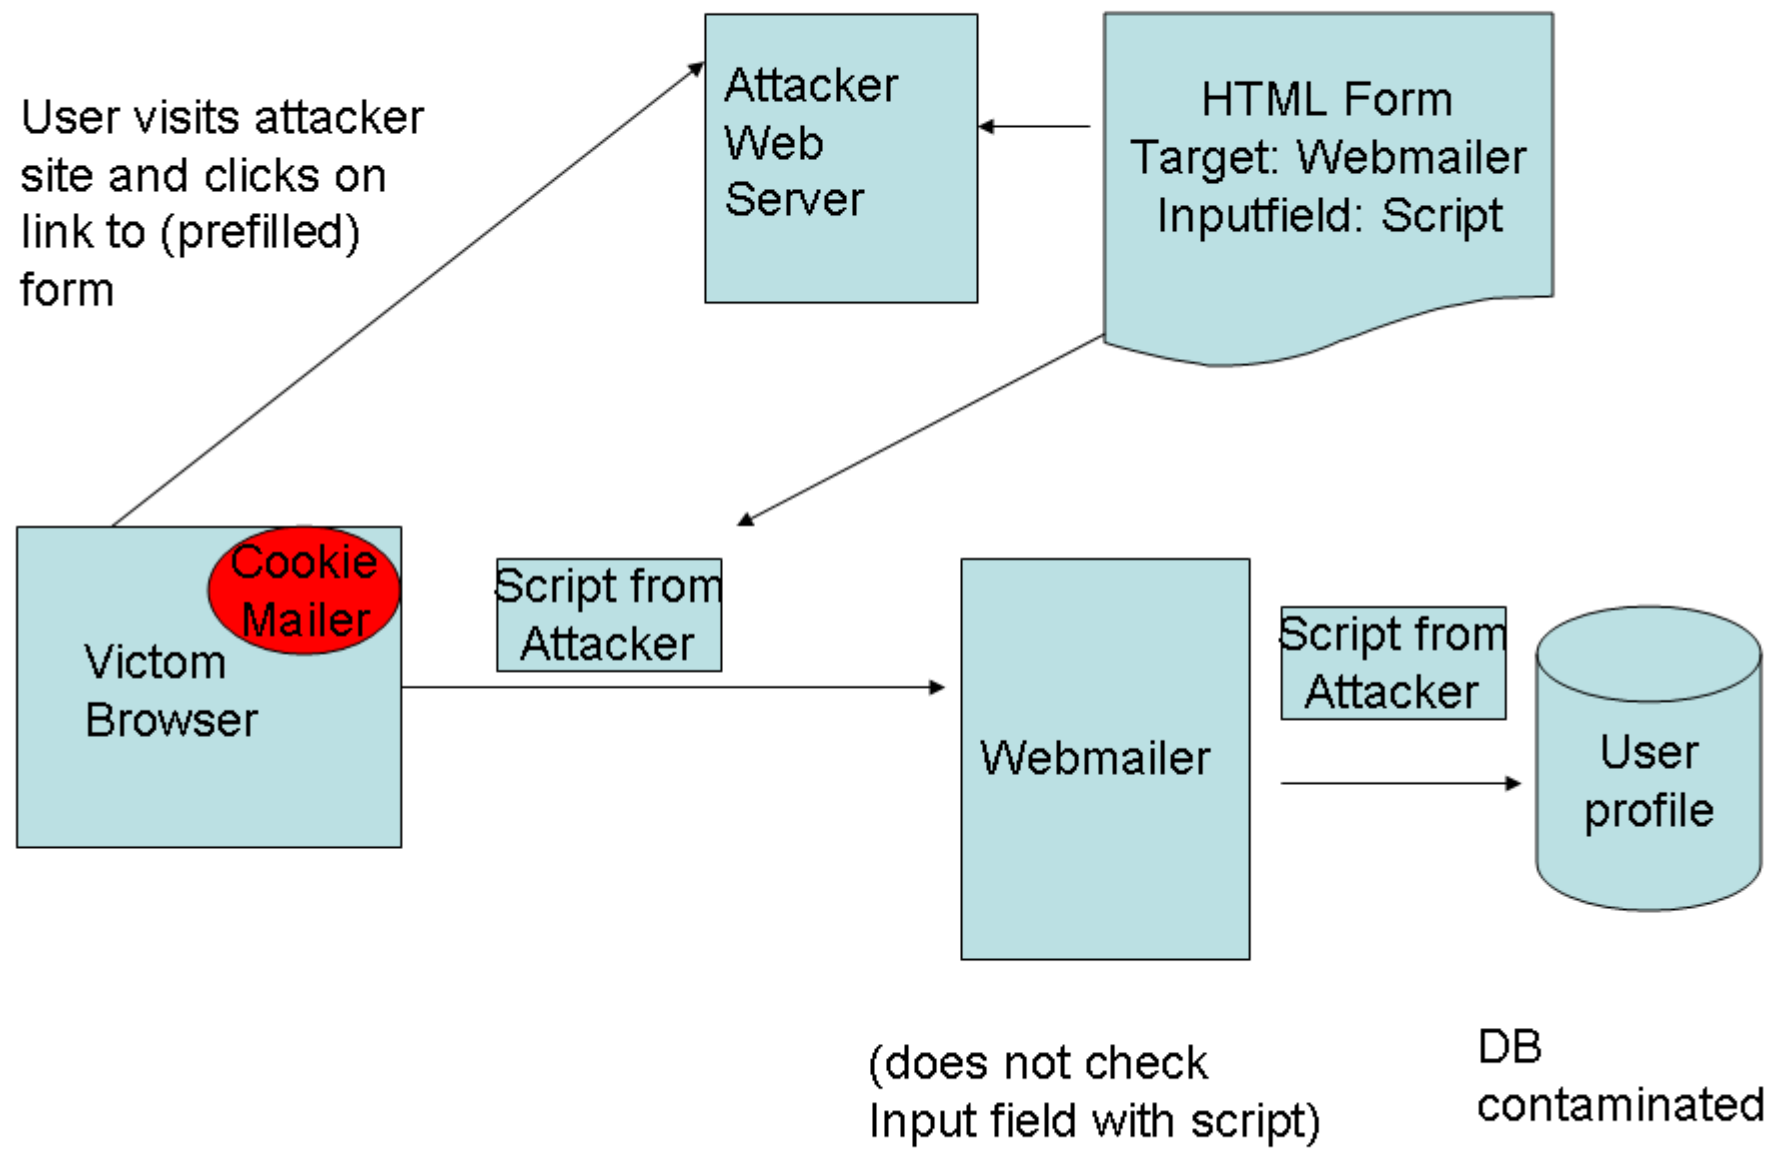 User visits attacker
site and clicks on
link to (prefilled)
form
Attacker
Web
Server
HTML Form
Target: Webmailer
Inputfield: Script
Cookie
Mailer
Victom
Browser
Script from
Attacker
Webmailer
Script from
Attacker
User
profile
(does not check
Input field with script)
DB
contaminated